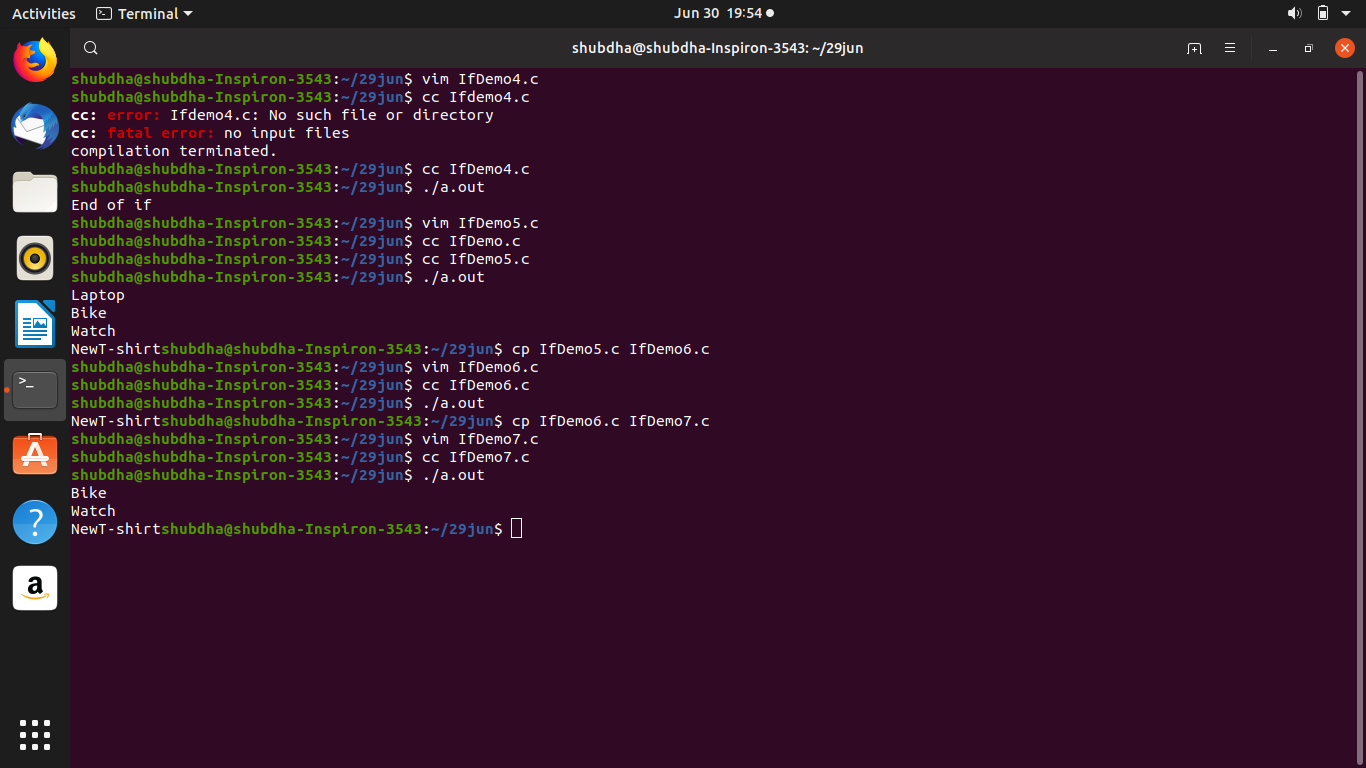 Activities
Terminal
Jun 30 19:54
shubdha@shubdha-Inspiron-3543: ~/29jun
shubdha@shubdha-Inspiron-3543:~/29jun$ vim IfDemo4.c
shubdha@shubdha-Inspiron-3543:~/29jun$ cc Ifdemo4.c
cc: error: Ifdemo4.c: No such file or directory
cc: fatal error: no input files
compilation terminated.
shubdha@shubdha-Inspiron-3543:~/29jun$ cc IfDemo4.c
shubdha@shubdha-Inspiron-3543:~/29jun$ ./a.out
End of if
shubdha@shubdha-Inspiron-3543:~/29jun$ vim IfDemo5.c
shubdha@shubdha-Inspiron-3543:~/29jun$ cc IfDemo.c
shubdha@shubdha-Inspiron-3543:~/29jun$ cc IfDemo5.c
shubdha@shubdha-Inspiron-3543:~/29jun$ ./a.out
Laptop
Bike
Watch
NewT-shirtshubdha@shubdha-Inspiron-3543:~/29jun$ cp IfDemo5.c IfDemo6.c
shubdha@shubdha-Inspiron-3543:~/29jun$ vim IfDemo6.c
shubdha@shubdha-Inspiron-3543:~/29jun$ cc IfDemo6.c
shubdha@shubdha-Inspiron-3543:~/29jun$ ./a.out
NewT-shirtshubdha@shubdha-Inspiron-3543:~/29jun$ cp IfDemo6.c IfDemo7.c
shubdha@shubdha-Inspiron-3543:~/29jun$ vim IfDemo7.c
shubdha@shubdha-Inspiron-3543:~/29jun$ cc IfDemo7.c
shubdha@shubdha-Inspiron-3543:~/29jun$ ./a.out
Bike
Watch
NewT-shirtshubdha@shubdha-Inspiron-3543:~/29jun$